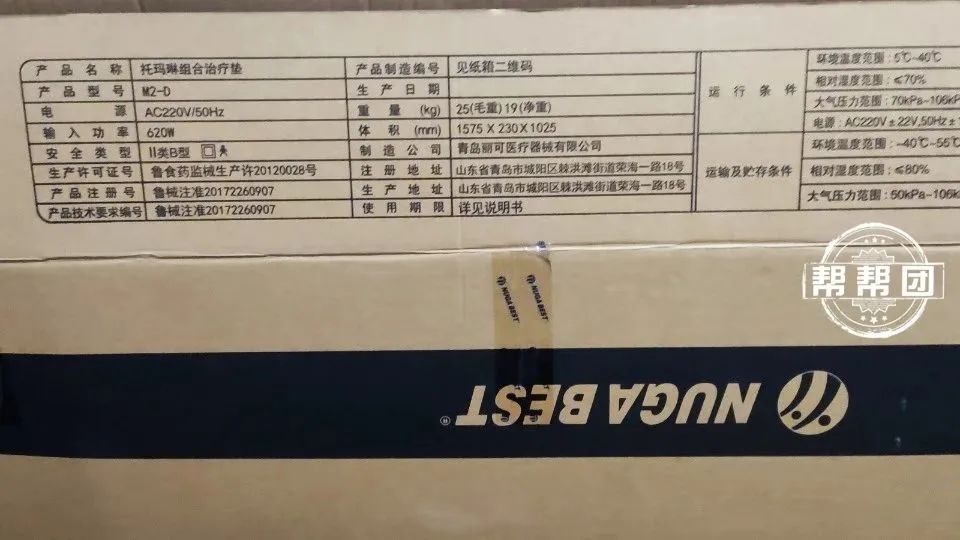 产品名称 托玛琳组合治疗垫 产品制造编号 见纸箱二维码
产品型号 M2-D 生产日期
电源 AC220V/50Hz 重量(kg) 25(毛重)19(净重)
输入功率 620W 体积(mm) 1575X230X1025
安全类型 II类B型 制造公司 青岛丽可医疗器械有限公司
生产许可证号 鲁食药监械生产许20120028号 注册地址 山东省青岛市城阳区棘洪滩街道荣海一路18号
产品注册号 鲁械注准20172260907 生产地址 山东省青岛市城阳区棘洪滩街道荣海一路18号
产品技术要求编号 鲁械注准20172260907 使用期限 详见说明书
运行条件
环境温度范围：5℃~40℃
相对湿度范围：≤70%
大气压力范围：70kPa~106k
电源：AC220V±22V,50Hz±
运输及贮存条件
环境温度范围：-40℃~55℃
相对湿度范围：≤80%
大气压力范围：50kPa~106k
帮帮团
NUGA BEST
NUGA BEST
NUGA BEST®